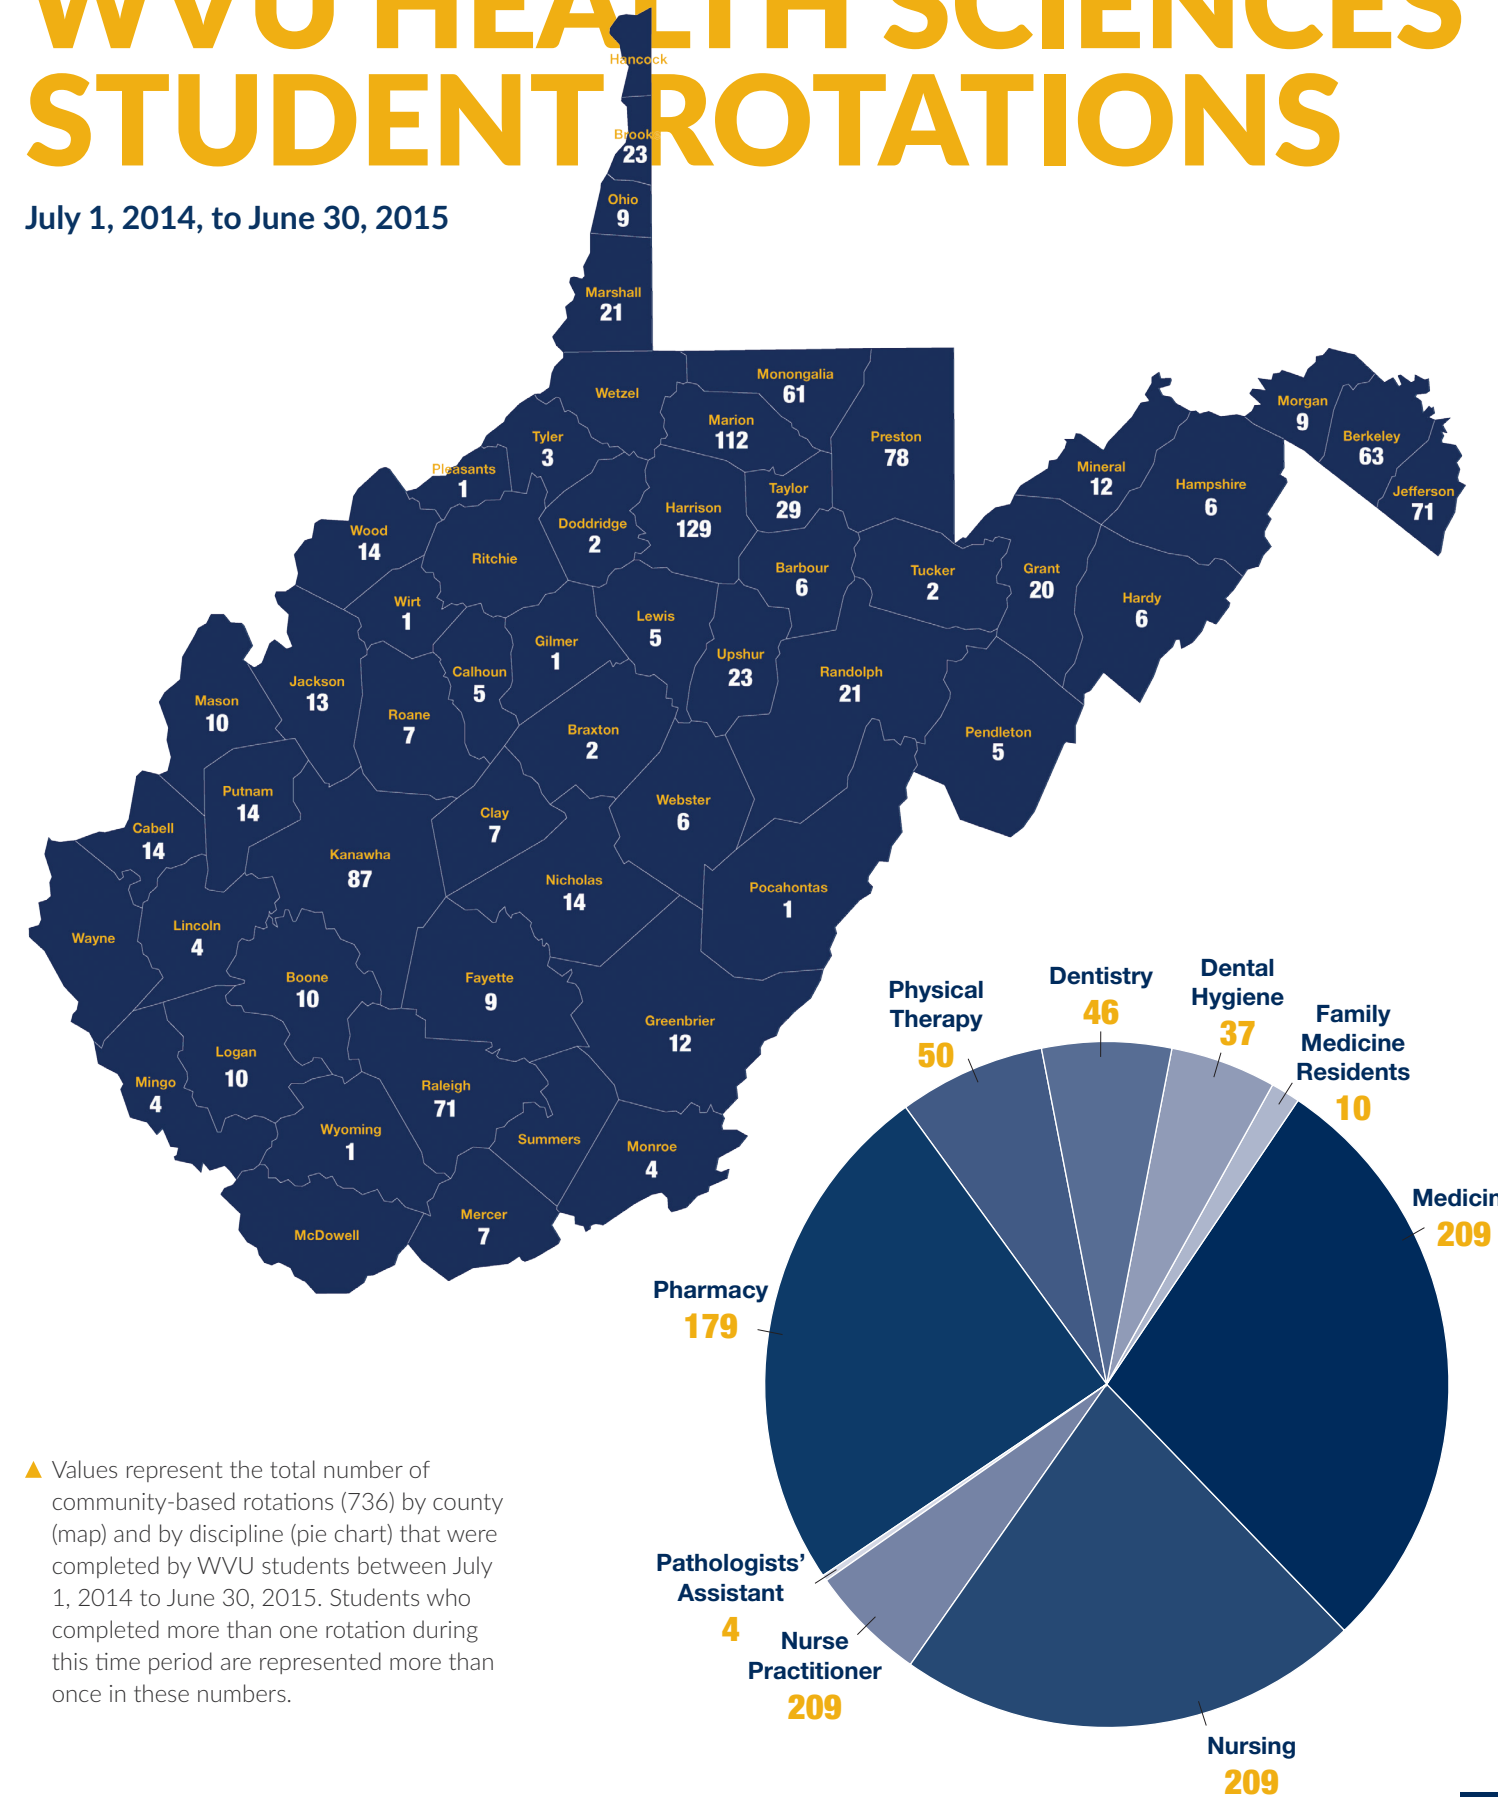 WVU HEALTH SCIENCES
STUDENT ROTATIONS
July 1, 2014, to June 30, 2015
Hancock
Brook
23
Ohio
9
Marshall
21
Wetzel
Monongalia
61
Marion
112
Preston
78
Tyler
3
Pleasants
1
Morgan
9
Berkeley
63
Jefferson
71
Mineral
12
Hampshire
6
Taylor
29
Harrison
129
Doddridge
2
Wood
14
Ritchie
Barbour
6
Tucker
2
Grant
20
Hardy
6
Wirt
1
Lewis
5
Gilmer
1
Upshur
23
Calhoun
5
Randolph
21
Jackson
13
Mason
10
Roane
7
Braxton
2
Pendleton
5
Putnam
14
Webster
6
Clay
7
Cabell
14
Kanawha
87
Nicholas
14
Pocahontas
1
Lincoln
4
Wayne
Boone
10
Fayette
9
Greenbrier
12
Logan
10
Mingo
4
Raleigh
71
Wyoming
1
Summers
Monroe
4
Mercer
7
McDowell
Physical
Therapy
50
Dentistry
46
Dental
Hygiene
37
Family
Medicine
Residents
10
Medicin
209
Pharmacy
179
Pathologists’
Assistant
4
Nurse
Practitioner
209
Nursing
209
▲ Values represent the total number of
community-based rotations (736) by county
(map) and by discipline (pie chart) that were
completed by WVU students between July
1, 2014 to June 30, 2015. Students who
completed more than one rotation during
this time period are represented more than
once in these numbers.